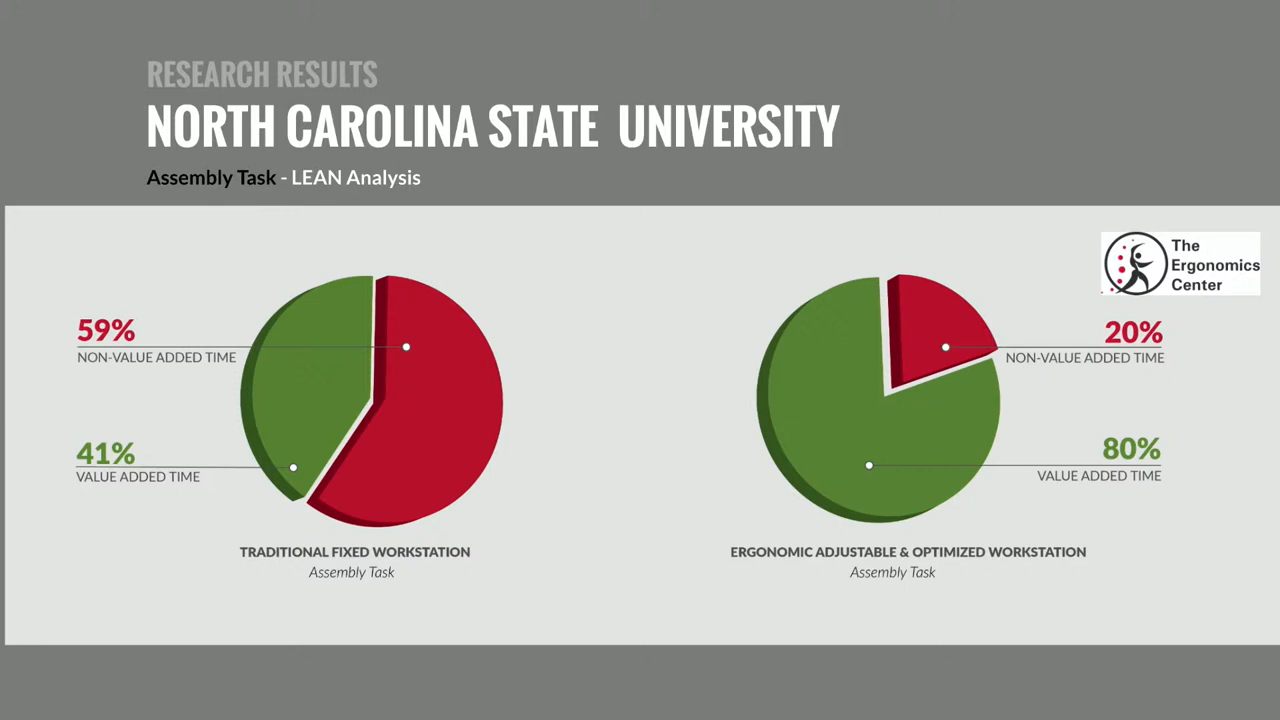 RESEARCH RESULTS
NORTH CAROLINA STATE UNIVERSITY
Assembly Task - LEAN Analysis
The
Ergonomics
Center
59%
NON-VALUE ADDED TIME
41%
VALUE ADDED TIME
TRADITIONAL FIXED WORKSTATION
Assembly Task
20%
NON-VALUE ADDED TIME
80%
VALUE ADDED TIME
ERGONOMIC ADJUSTABLE & OPTIMIZED WORKSTATION
Assembly Task